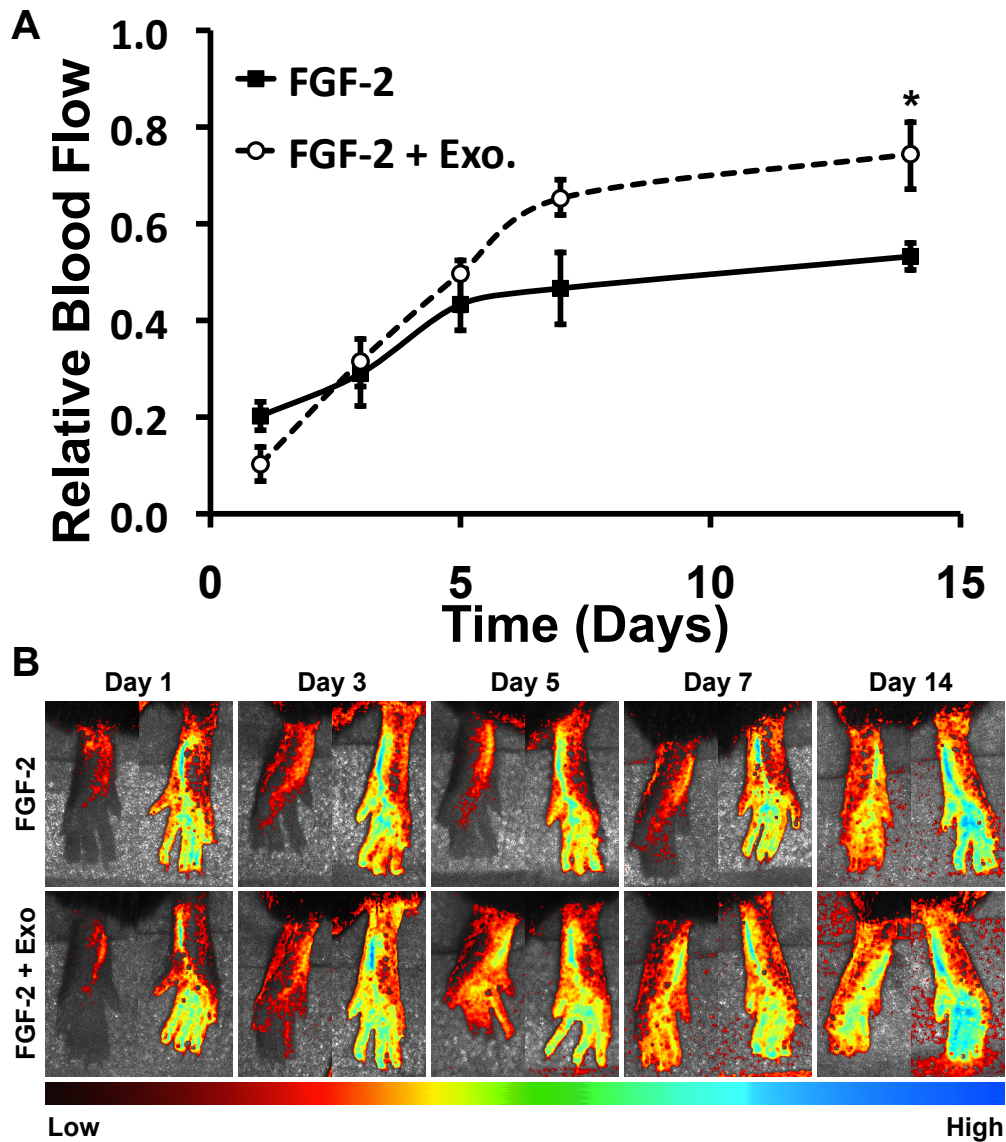 A
Relative Blood Flow
1.0
0.8
0.6
0.4
0.2
0.0
FGF-2
FGF-2 + Exo.
*
0 5 10 15
Time (Days)
B
Day 1 Day 3 Day 5 Day 7 Day 14
FGF-2
FGF-2 + Exo
Low High